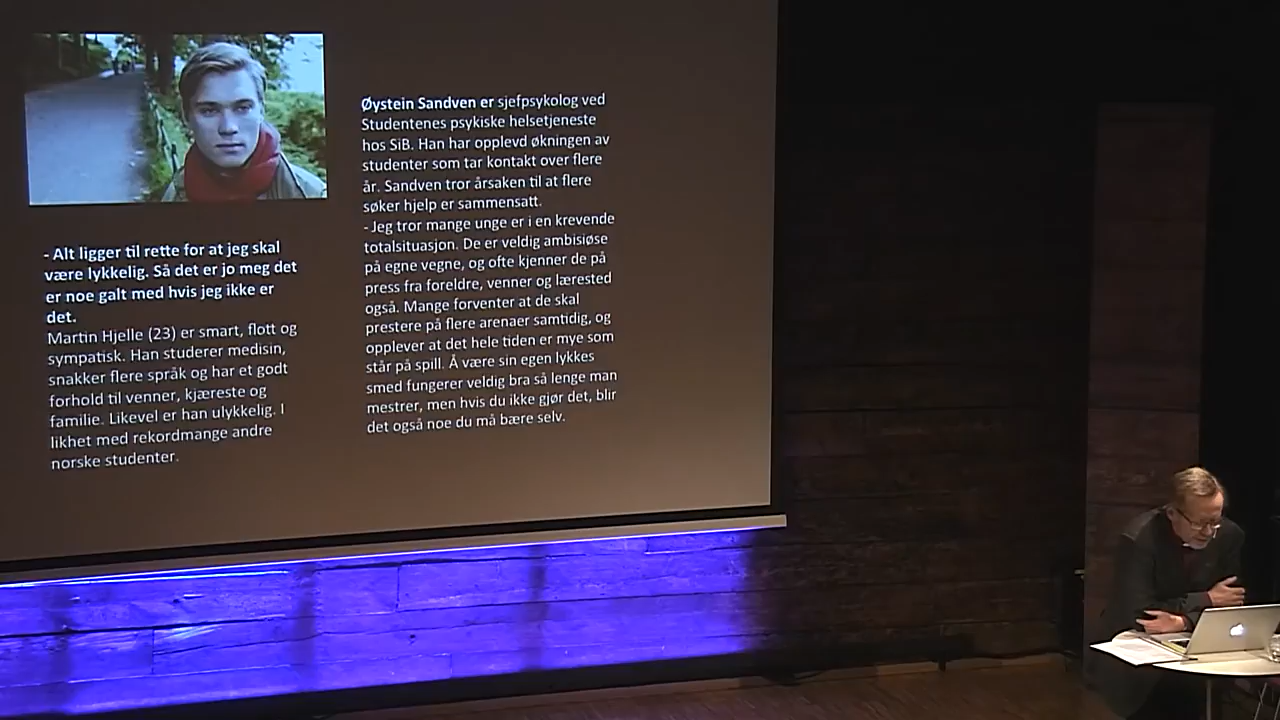 - Alt ligger til rette for at jeg skal
være lykkelig. Så det er jo meg det
er noe galt med hvis jeg ikke er
det.
Martin Hjelle (23) er smart, flott og
sympatisk. Han studerer medisin,
snakker flere språk og har et godt
forhold til venner, kjæreste og
familie. Likevel er han ulykkelig. I
likhet med rekordmange andre
norske studenter.
Øystein Sandven er sjefpsykolog ved
Studentenes psykiske helsetjeneste
hos SiB. Han har opplevd økningen av
studenter som tar kontakt over flere
år. Sandven tror årsaken til at flere
søker hjelp er sammensatt.
- Jeg tror mange unge er i en krevende
totalsituasjon. De er veldig ambisiøse
på egne vegne, og ofte kjenner de på
press fra foreldre, venner og lærested
også. Mange forventer at de skal
prestere på flere arenaer samtidig, og
opplever at det hele tiden er mye som
står på spill. Å være sin egen lykkes
smed fungerer veldig bra så lenge man
mestrer, men hvis du ikke gjør det, blir
det også noe du må bære selv.